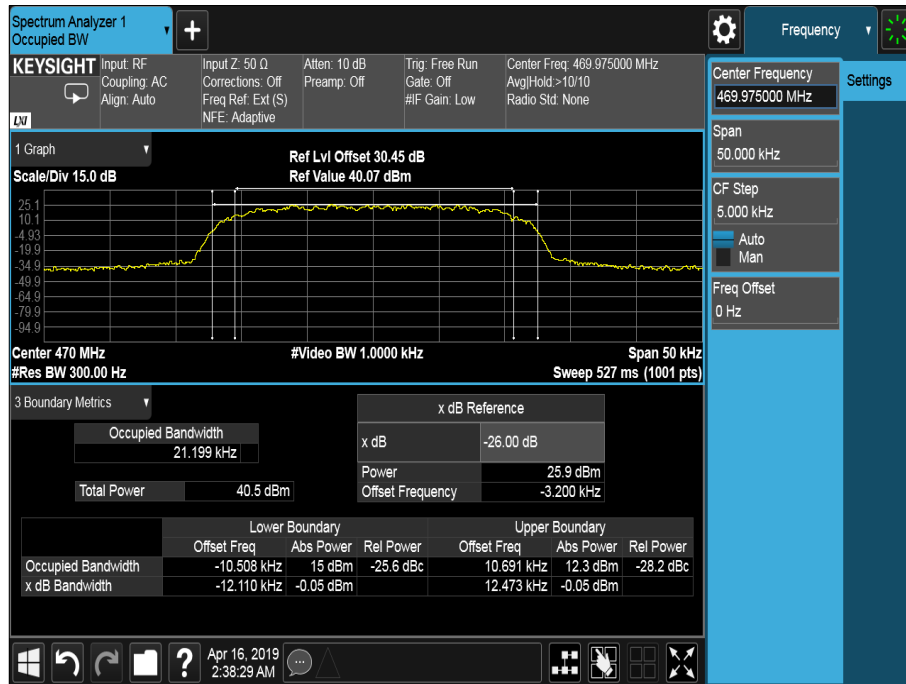 Spectrum Analyzer 1
Occupied BW
Frequency
KEYSIGHT
LXI
Input: RF
Coupling: AC
Align: Auto
Input Z: 50 Ω
Corrections: Off
Freq Ref: Ext (S)
NFE: Adaptive
Atten: 10 dB
Preamp: Off
Trig: Free Run
Gate: Off
#IF Gain: Low
Center Freq: 469.975000 MHz
Avg|Hold:>10/10
Radio Std: None
Center Frequency
469.975000 MHz
Settings
Span
50.000 kHz
CF Step
5.000 kHz
Auto
Man
Freq Offset
0 Hz
1 Graph
Scale/Div 15.0 dB
Ref Lvl Offset 30.45 dB
Ref Value 40.07 dBm
25.1
10.1
-4.93
-19.9
-34.9
-49.9
-64.9
-79.9
-94.9
Center 470 MHz
#Video BW 1.0000 kHz
Span 50 kHz
#Res BW 300.00 Hz
Sweep 527 ms (1001 pts)
3 Boundary Metrics
Occupied Bandwidth
21.199 kHz
Total Power 40.5 dBm
x dB Reference
x dB -26.00 dB
Power 25.9 dBm
Offset Frequency -3.200 kHz
Lower Boundary Upper Boundary
Offset Freq Abs Power Rel Power Offset Freq Abs Power Rel Power
Occupied Bandwidth -10.508 kHz 15 dBm -25.6 dBc 10.691 kHz 12.3 dBm -28.2 dBc
x dB Bandwidth -12.110 kHz -0.05 dBm 12.473 kHz -0.05 dBm
?
Apr 16, 2019
2:38:29 AM